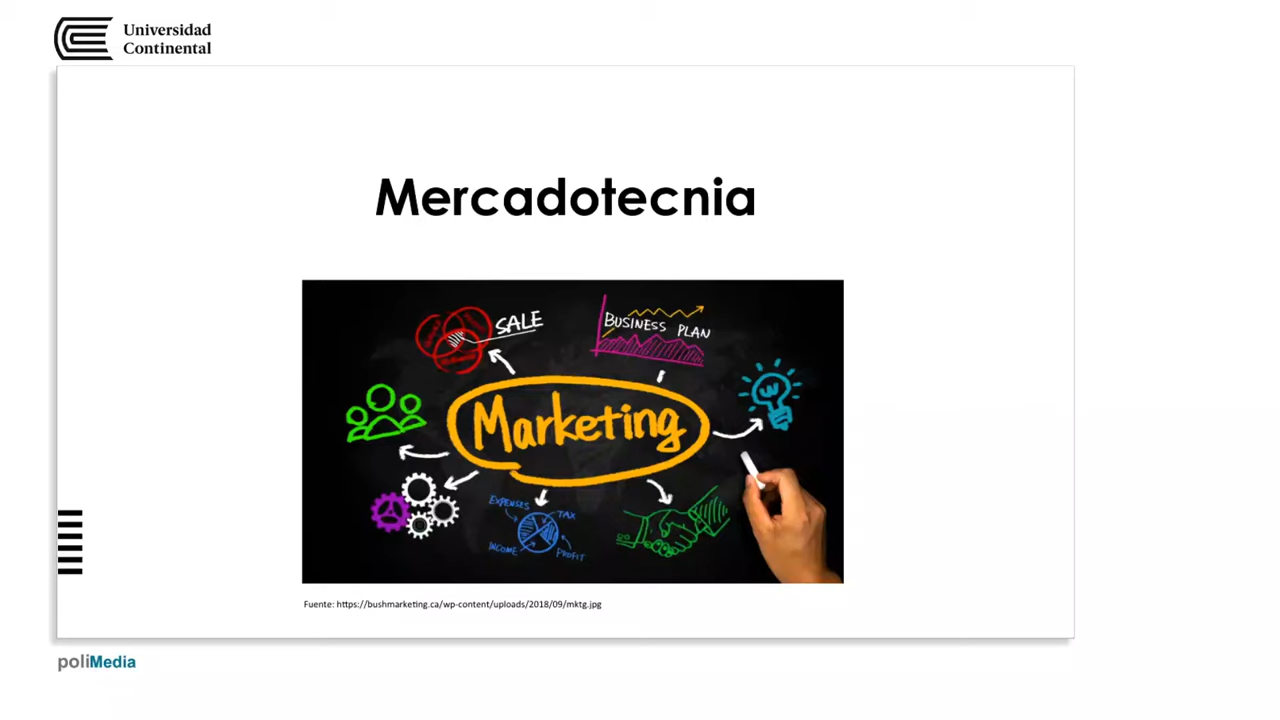 Universidad
Continental
Mercadotecnia
SALE
BUSINESS PLAN
Marketing
EXPENSES
TAX
INCOME
PROFIT
Fuente: https://bushmarketing.ca/wp-content/uploads/2018/09/mktg.jpg
poliMedia